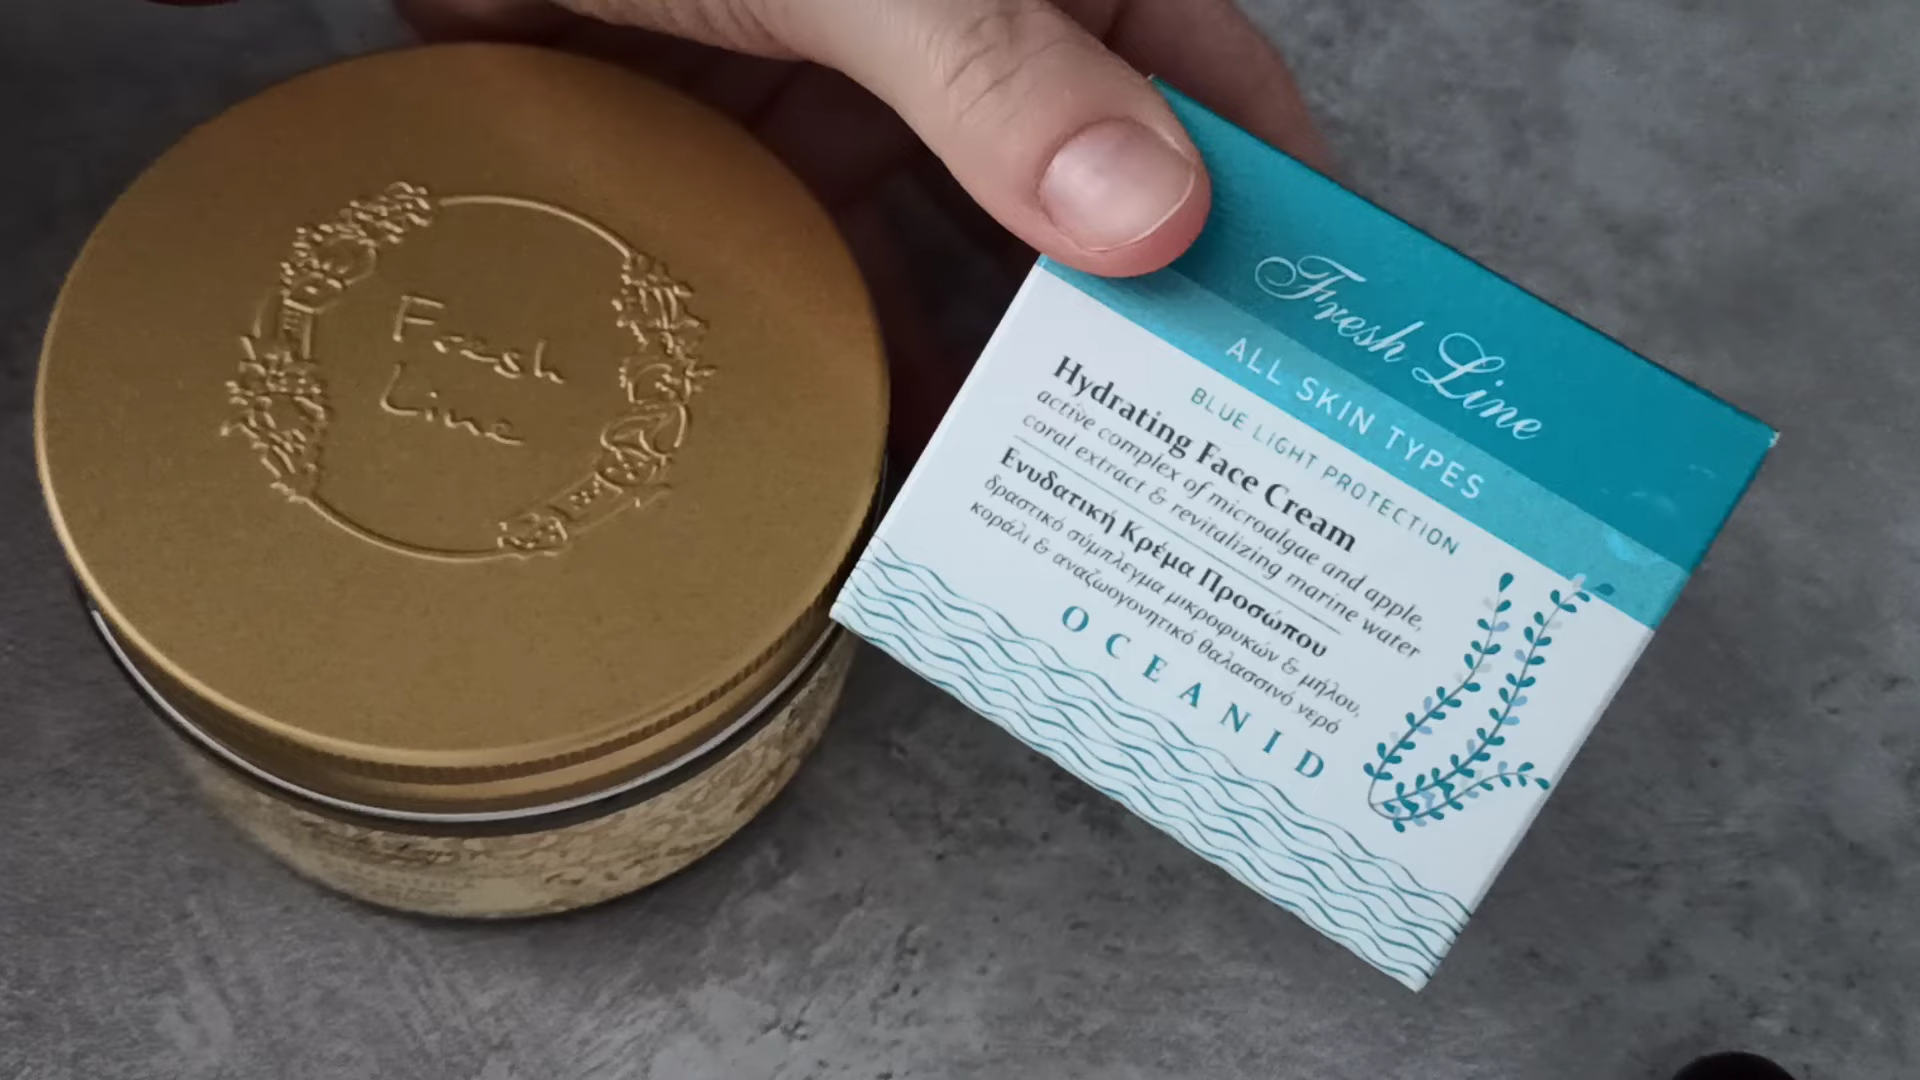 Fresh
Line
Fresh Line
ALL SKIN TYPES
BLUE LIGHT PROTECTION
Hydrating Face Cream
active complex of microalgae and apple,
coral extract & revitalizing marine water
Ενυδατική Κρέμα Προσώπου
δραστικό σύμπλεγμα μικροφυκών & μήλου,
κοράλι & αναζωογονητικό θαλασσινό νερό
OCEANID